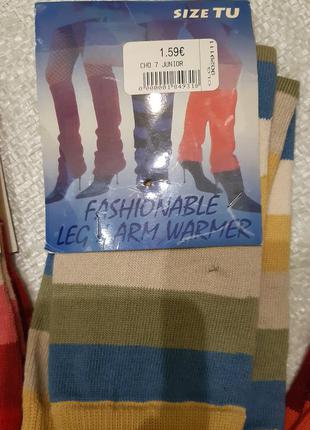 SIZE TU
1.59€
CHO 7 JUNIOR
FASHIONABLE
LEG & ARM WARMER